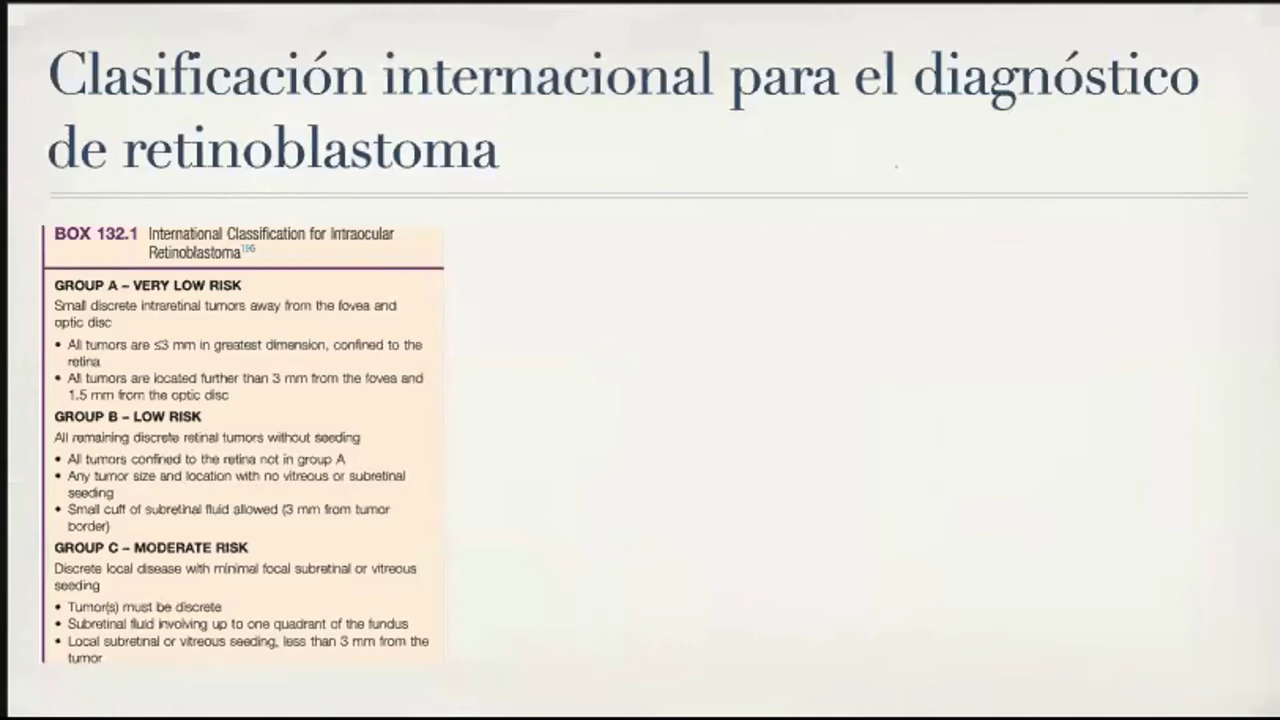 Clasificación internacional para el diagnóstico
de retinoblastoma
BOX 132.1 International Classification for Intraocular
Retinoblastoma196
GROUP A – VERY LOW RISK
Small discrete intraretinal tumors away from the fovea and
optic disc
• All tumors are ≤3 mm in greatest dimension, confined to the
retina
• All tumors are located further than 3 mm from the fovea and
1.5 mm from the optic disc
GROUP B – LOW RISK
All remaining discrete retinal tumors without seeding
• All tumors confined to the retina not in group A
• Any tumor size and location with no vitreous or subretinal
seeding
• Small cuff of subretinal fluid allowed (3 mm from tumor
border)
GROUP C – MODERATE RISK
Discrete local disease with minimal focal subretinal or vitreous
seeding
• Tumor(s) must be discrete
• Subretinal fluid involving up to one quadrant of the fundus
• Local subretinal or vitreous seeding, less than 3 mm from the
tumor